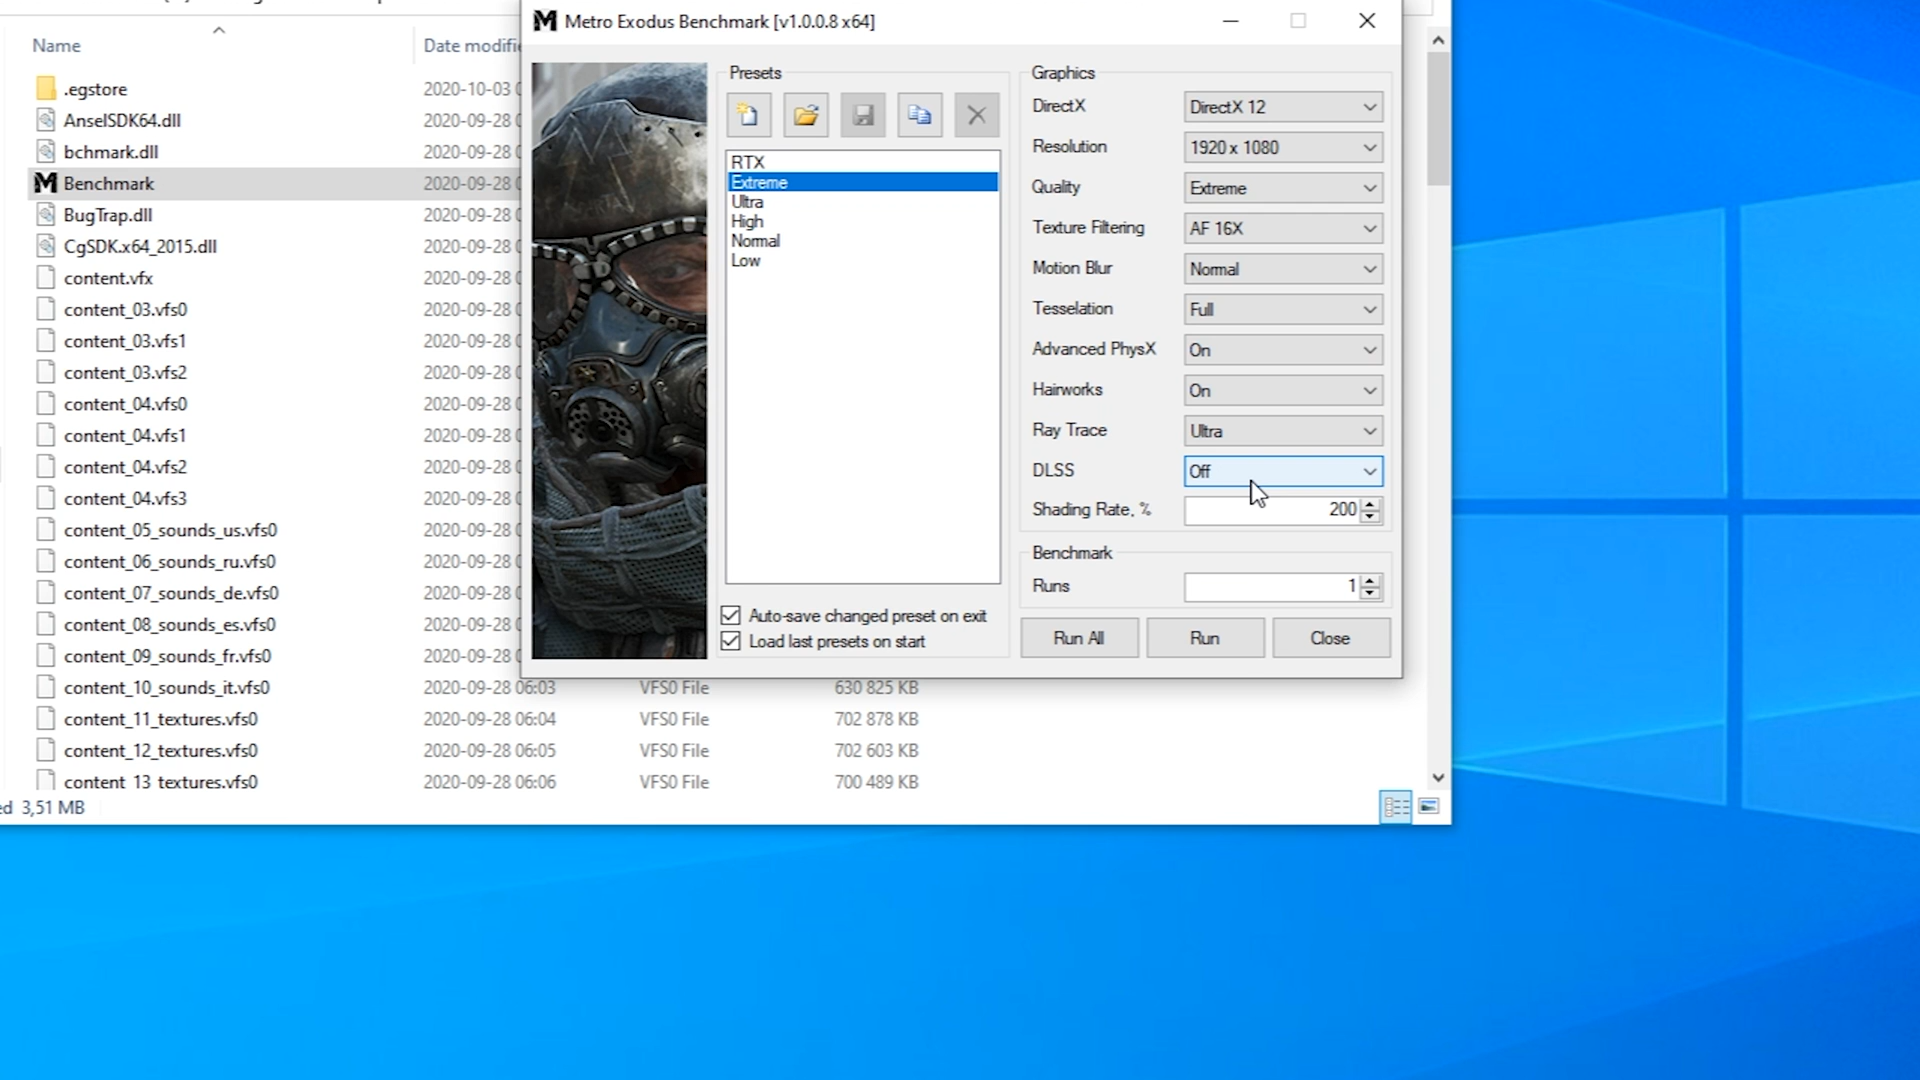 Metro Exodus Benchmark [v1.0.0.8 x64]
Name
Date modifi
.egstore 2020-10-03
AnselSDK64.dll 2020-09-28
bchmark.dll 2020-09-28
Benchmark 2020-09-28
BugTrap.dll 2020-09-28
CgSDK.x64_2015.dll 2020-09-28
content.vfx 2020-09-28
content_03.vfs0 2020-09-28
content_03.vfs1 2020-09-28
content_03.vfs2 2020-09-28
content_04.vfs0 2020-09-28
content_04.vfs1 2020-09-28
content_04.vfs2 2020-09-28
content_04.vfs3 2020-09-28
content_05_sounds_us.vfs0 2020-09-28
content_06_sounds_ru.vfs0 2020-09-28
content_07_sounds_de.vfs0 2020-09-28
content_08_sounds_es.vfs0 2020-09-28
content_09_sounds_fr.vfs0 2020-09-28
content_10_sounds_it.vfs0 2020-09-28 06:03 VFS0 File 630 825 KB
content_11_textures.vfs0 2020-09-28 06:04 VFS0 File 702 878 KB
content_12_textures.vfs0 2020-09-28 06:05 VFS0 File 702 603 KB
content_13_textures.vfs0 2020-09-28 06:06 VFS0 File 700 489 KB
ed 3,51 MB
Presets
RTX
Extreme
Ultra
High
Normal
Low
Auto-save changed preset on exit
Load last presets on start
Graphics
DirectX DirectX 12
Resolution 1920 x 1080
Quality Extreme
Texture Filtering AF 16X
Motion Blur Normal
Tesselation Full
Advanced PhysX On
Hairworks On
Ray Trace Ultra
DLSS Off
Shading Rate, % 200
Benchmark
Runs 1
Run All Run Close